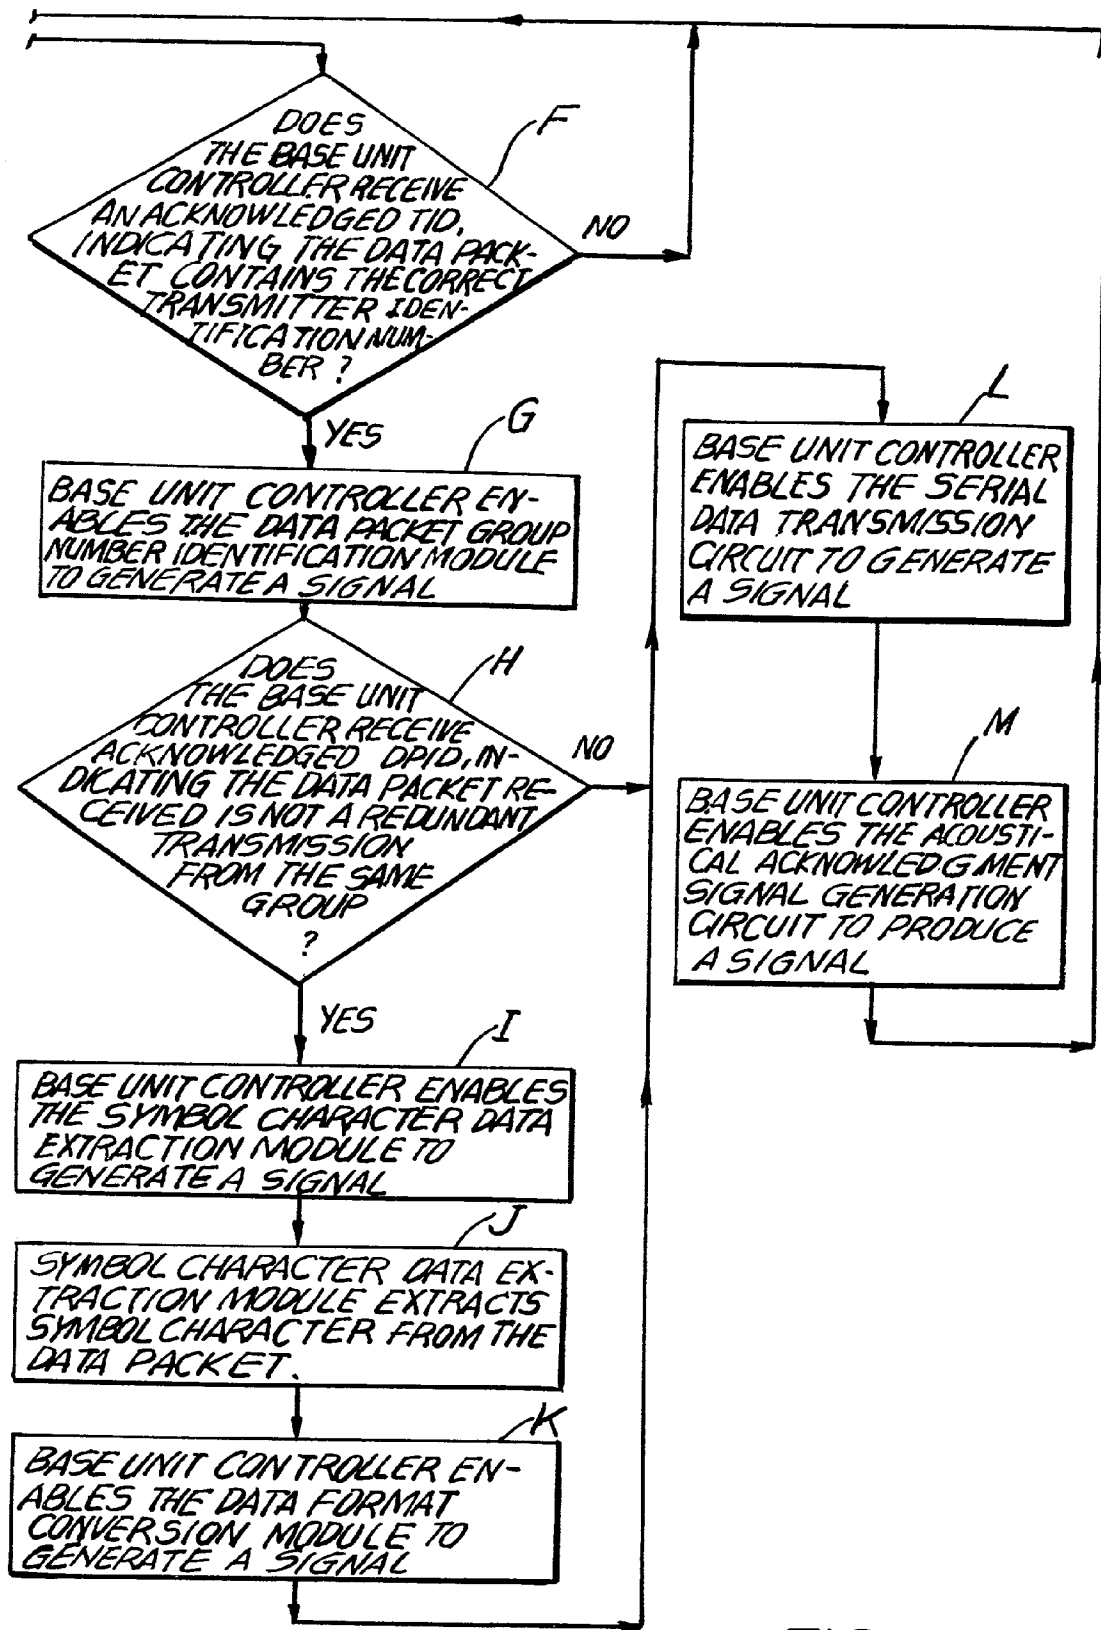 F
DOES
THE BASE UNIT
CONTROLLER RECEIVE
AN ACKNOWLEDGED TID,
INDICATING THE DATA PACK-
ET CONTAINS THE CORRECT
TRANSMITTER IDEN-
TIFICATION NUM-
BER ?
NO
YES
G
BASE UNIT CONTROLLER EN-
ABLES THE DATA PACKET GROUP
NUMBER IDENTIFICATION MODULE
TO GENERATE A SIGNAL
H
DOES
THE BASE UNIT
CONTROLLER RECEIVE
ACKNOWLEDGED DPID, IN-
DICATING THE DATA PACKET RE-
CEIVED IS NOT A REDUNDANT
TRANSMISSION
FROM THE SAME
GROUP
?
NO
YES
I
BASE UNIT CONTROLLER ENABLES
THE SYMBOL CHARACTER DATA
EXTRACTION MODULE TO
GENERATE A SIGNAL
J
SYMBOL CHARACTER DATA EX-
TRACTION MODULE EXTRACTS
SYMBOL CHARACTER FROM THE
DATA PACKET.
K
BASE UNIT CONTROLLER EN-
ABLES THE DATA FORMAT
CONVERSION MODULE TO
GENERATE A SIGNAL
L
BASE UNIT CONTROLLER
ENABLES THE SERIAL
DATA TRANSMISSION
CIRCUIT TO GENERATE
A SIGNAL
M
BASE UNIT CONTROLLER
ENABLES THE ACOUSTI-
CAL ACKNOWLEDGMENT
SIGNAL GENERATION
CIRCUIT TO PRODUCE
A SIGNAL